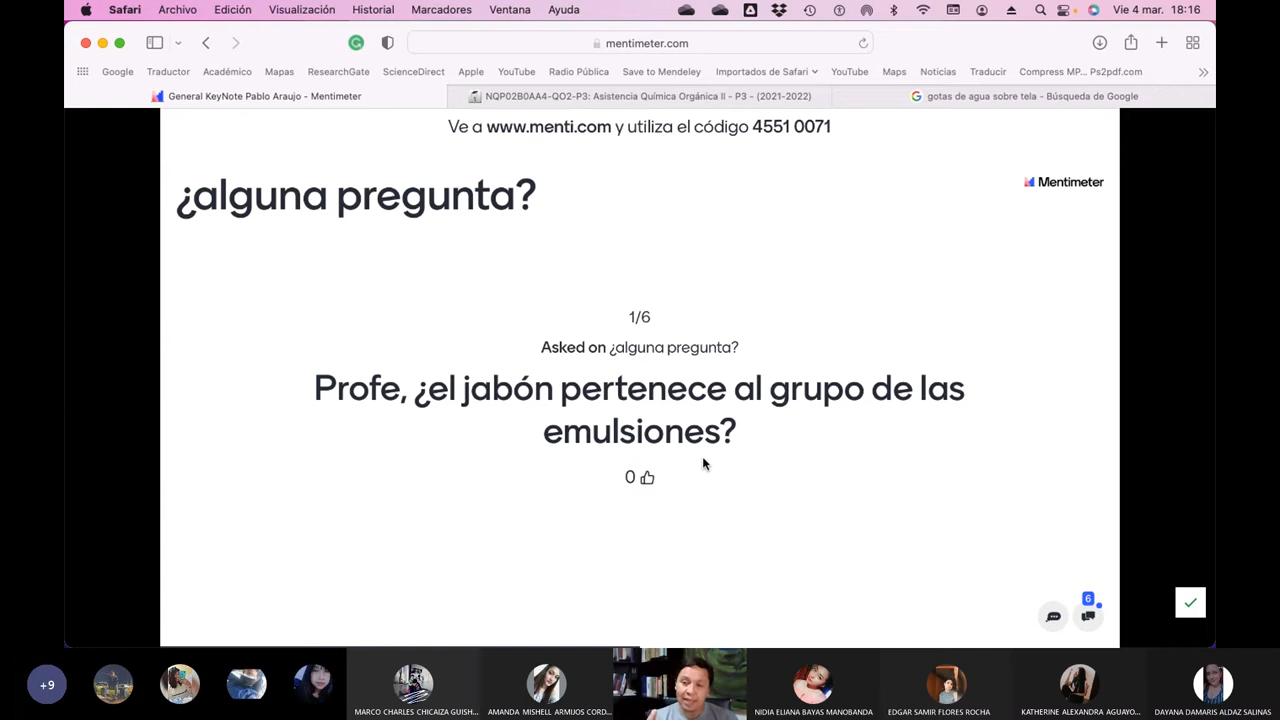 Safari Archivo Edición Visualización Historial Marcadores Ventana Ayuda Vie 4 mar. 18:16
mentimeter.com
Google Traductor Académico Mapas ResearchGate ScienceDirect Apple YouTube Radio Pública Save to Mendeley Importados de Safari YouTube Maps Noticias Traducir Compress MP... Ps2pdf.com
General KeyNote Pablo Araujo - Mentimeter NQP02B0AA4-QO2-P3: Asistencia Química Orgánica II - P3 - (2021-2022) gotas de agua sobre tela - Búsqueda de Google
Ve a www.menti.com y utiliza el código 4551 0071
Mentimeter
¿alguna pregunta?
1/6
Asked on ¿alguna pregunta?
Profe, ¿el jabón pertenece al grupo de las
emulsiones?
0
6
+9
MARCO CHARLES CHICAIZA GUISH... AMANDA MISHELL ARMIJOS CORD... NIDIA ELIANA BAYAS MANOBANDA EDGAR SAMIR FLORES ROCHA KATHERINE ALEXANDRA AGUAYO... DAYANA DAMARIS ALDAZ SALINAS